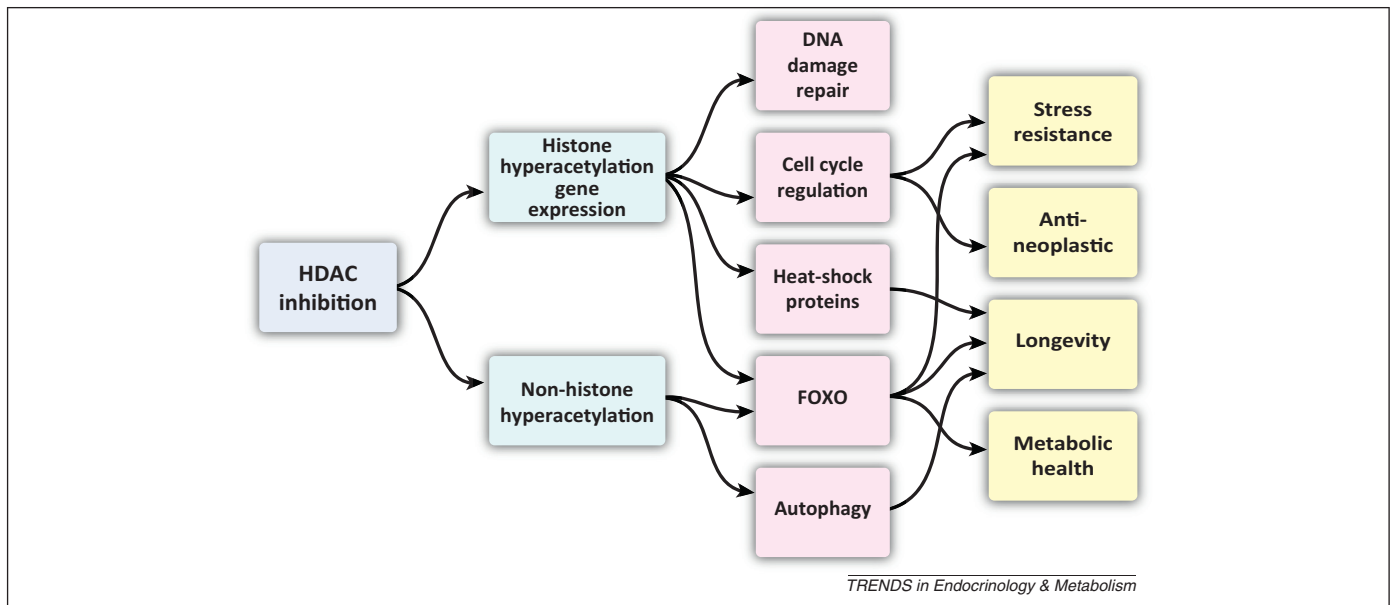 HDAC
inhibition
Histone
hyperacetylation
gene
expression
Non-histone
hyperacetylation
DNA
damage
repair
Cell cycle
regulation
Heat-shock
proteins
FOXO
Autophagy
Stress
resistance
Anti-
neoplastic
Longevity
Metabolic
health
TRENDS in Endocrinology & Metabolism